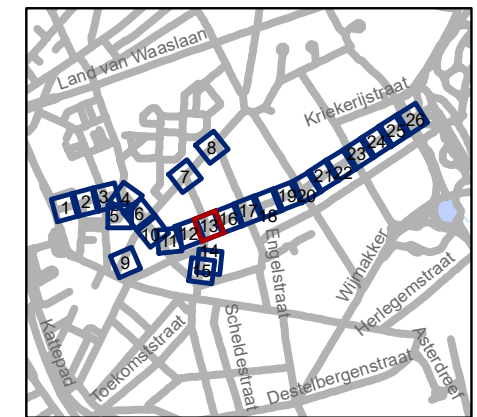 Land van Waaslaan
Kriekerijstraat
8
7
26
25
24
23
22
21
20
19
18
17
16
13
12
11
10
6
5
4
3
2
1
9
14
15
Engelstraat
Wijmakker
Herlegemstraat
Kattepad
Toekomststraat
Scheldestraat
Destelbergenstraat
Asterdreef